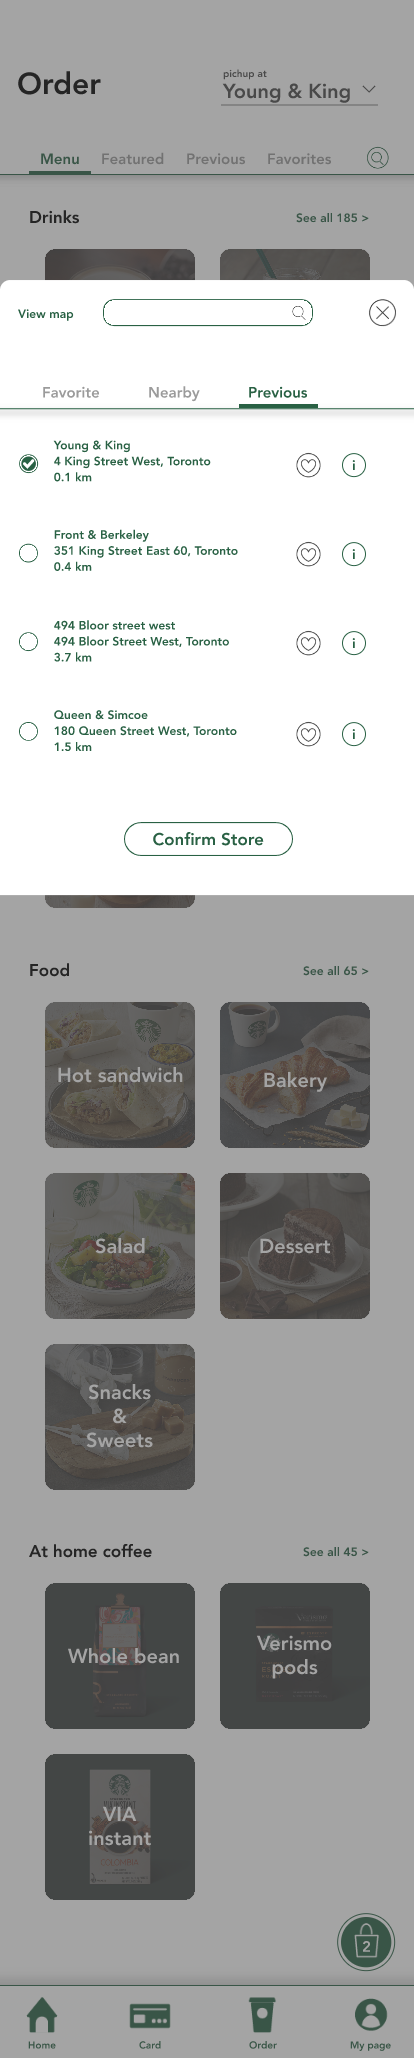 Order
pickup at
Young & King
Menu
Featured
Previous
Favorites
Drinks
See all 185 >
View map
Favorite
Nearby
Previous
Young & King
4 King Street West, Toronto
0.1 km
i
Front & Berkeley
351 King Street East 60, Toronto
0.4 km
i
494 Bloor street west
494 Bloor Street West, Toronto
3.7 km
i
Queen & Simcoe
180 Queen Street West, Toronto
1.5 km
i
Confirm Store
Food
See all 65 >
Hot sandwich
Bakery
Salad
Dessert
Snacks
&
Sweets
At home coffee
See all 45 >
Whole bean
Verismo
pods
VIA
instant
COLOMBIA
2
Home
Card
Order
My page